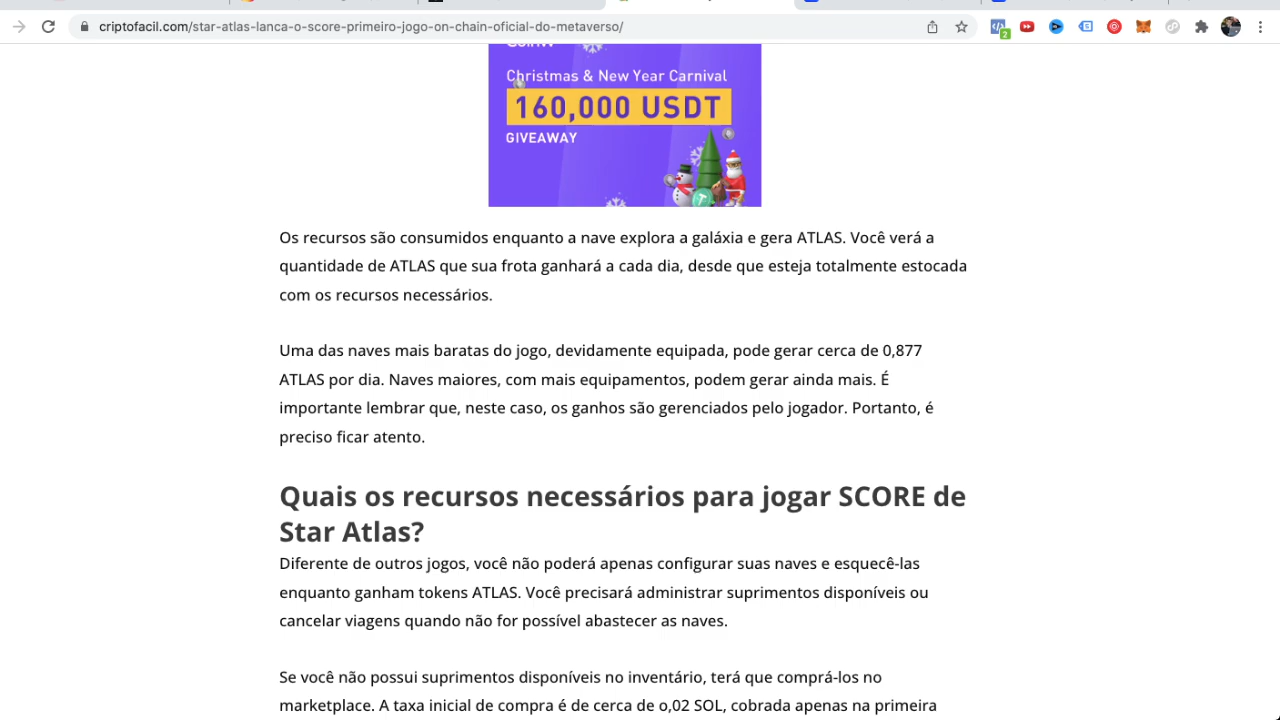 criptofacil.com/star-atlas-lanca-o-score-primeiro-jogo-on-chain-oficial-do-metaverso/
2
Christmas & New Year Carnival
160,000 USDT
GIVEAWAY
Os recursos são consumidos enquanto a nave explora a galáxia e gera ATLAS. Você verá a
quantidade de ATLAS que sua frota ganhará a cada dia, desde que esteja totalmente estocada
com os recursos necessários.
Uma das naves mais baratas do jogo, devidamente equipada, pode gerar cerca de 0,877
ATLAS por dia. Naves maiores, com mais equipamentos, podem gerar ainda mais. É
importante lembrar que, neste caso, os ganhos são gerenciados pelo jogador. Portanto, é
preciso ficar atento.
Quais os recursos necessários para jogar SCORE de
Star Atlas?
Diferente de outros jogos, você não poderá apenas configurar suas naves e esquecê-las
enquanto ganham tokens ATLAS. Você precisará administrar suprimentos disponíveis ou
cancelar viagens quando não for possível abastecer as naves.
Se você não possui suprimentos disponíveis no inventário, terá que comprá-los no
marketplace. A taxa inicial de compra é de cerca de o,02 SOL, cobrada apenas na primeira